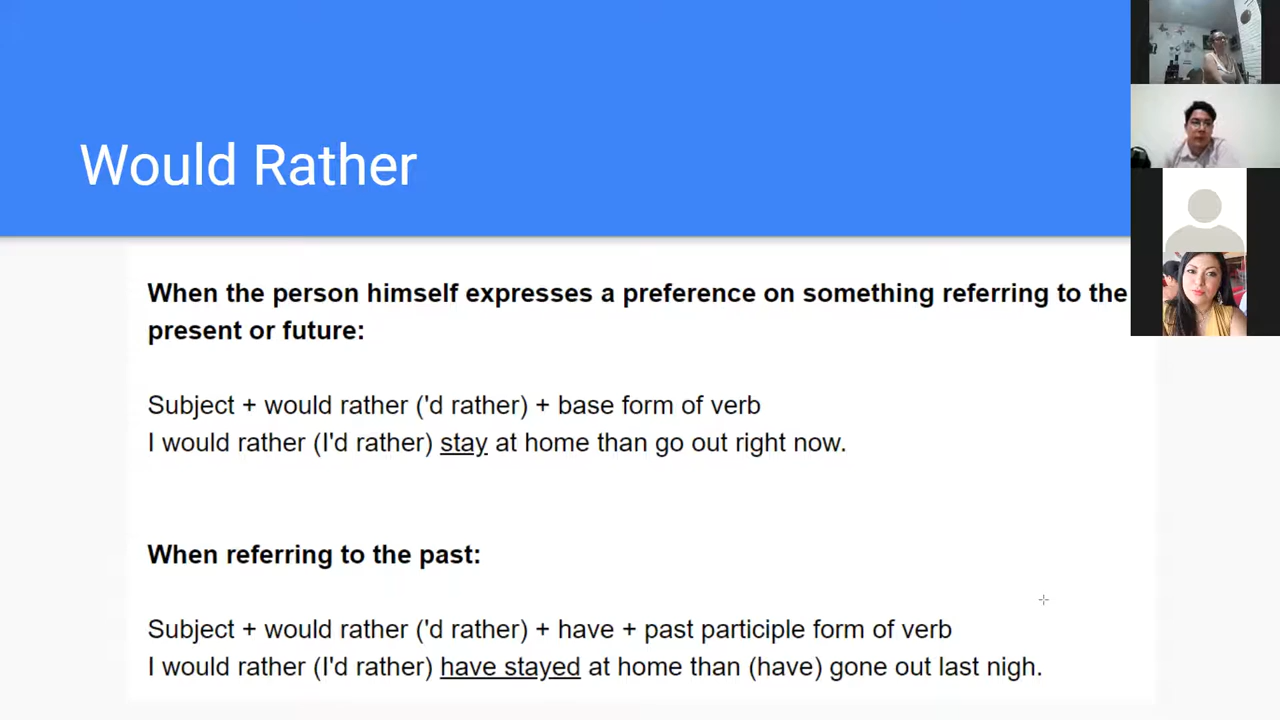 Would Rather
When the person himself expresses a preference on something referring to the
present or future:
Subject + would rather ('d rather) + base form of verb
I would rather (I'd rather) stay at home than go out right now.
When referring to the past:
Subject + would rather ('d rather) + have + past participle form of verb
I would rather (I'd rather) have stayed at home than (have) gone out last nigh.